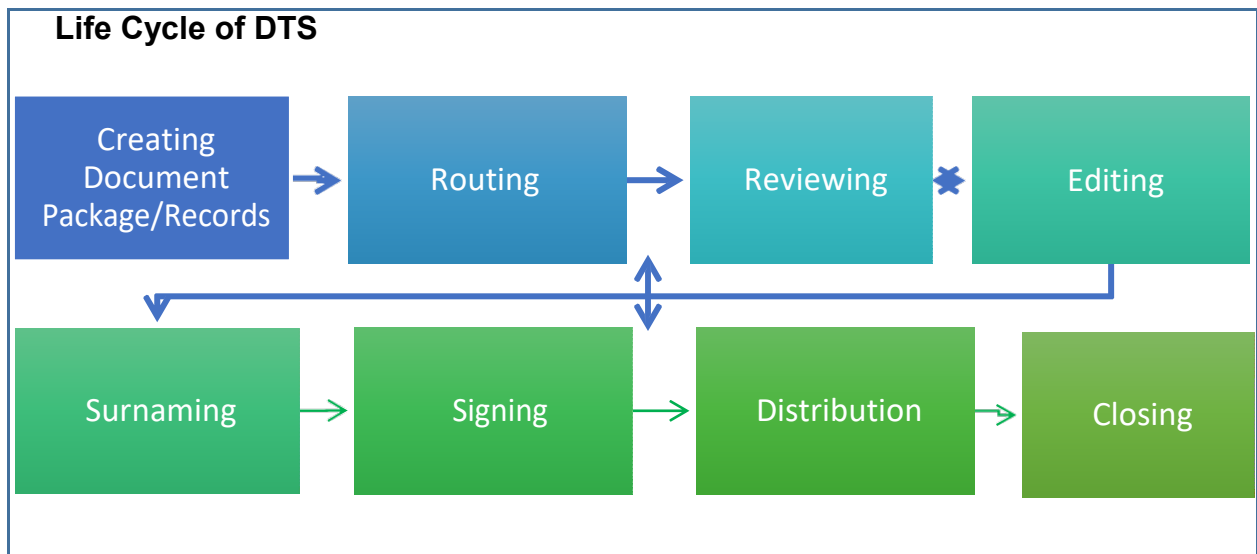 Life Cycle of DTS
Creating
Document
Package/Records
Routing
Reviewing
Editing
Surnaming
Signing
Distribution
Closing